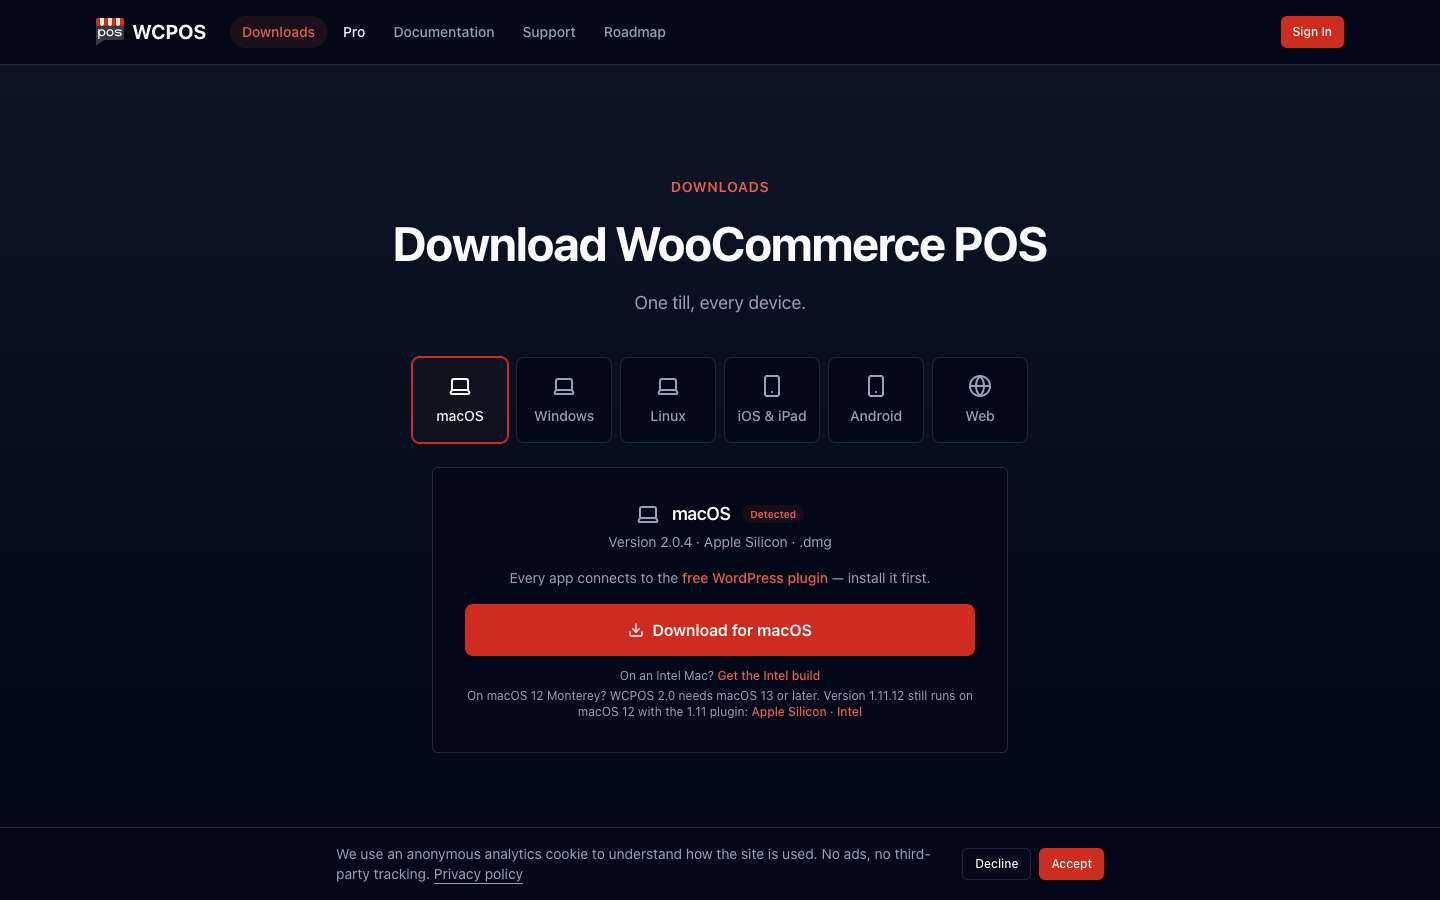 pos WCPOS Downloads Pro Documentation Support Roadmap Sign In
DOWNLOADS
Download WooCommerce POS
One till, every device.
macOS Windows Linux iOS & iPad Android Web
macOS Detected
Version 2.0.4 · Apple Silicon · .dmg
Every app connects to the free WordPress plugin — install it first.
Download for macOS
On an Intel Mac? Get the Intel build
On macOS 12 Monterey? WCPOS 2.0 needs macOS 13 or later. Version 1.11.12 still runs on
macOS 12 with the 1.11 plugin: Apple Silicon · Intel
We use an anonymous analytics cookie to understand how the site is used. No ads, no third-
party tracking. Privacy policy
Decline Accept